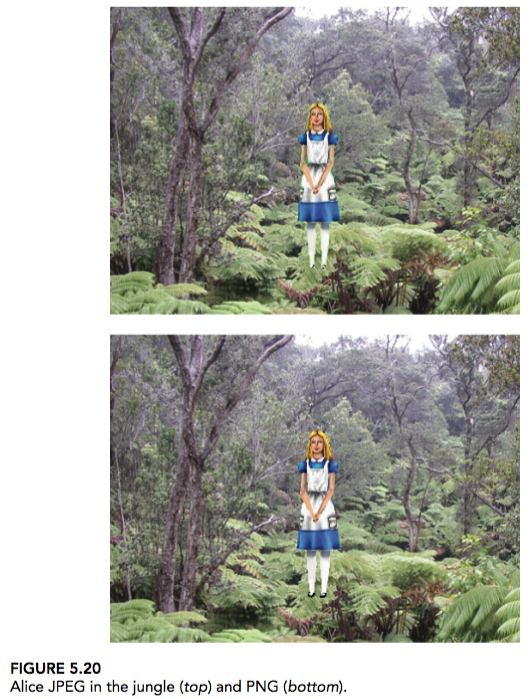 FIGURE 5.20
Alice JPEG in the jungle (top) and PNG (bottom).